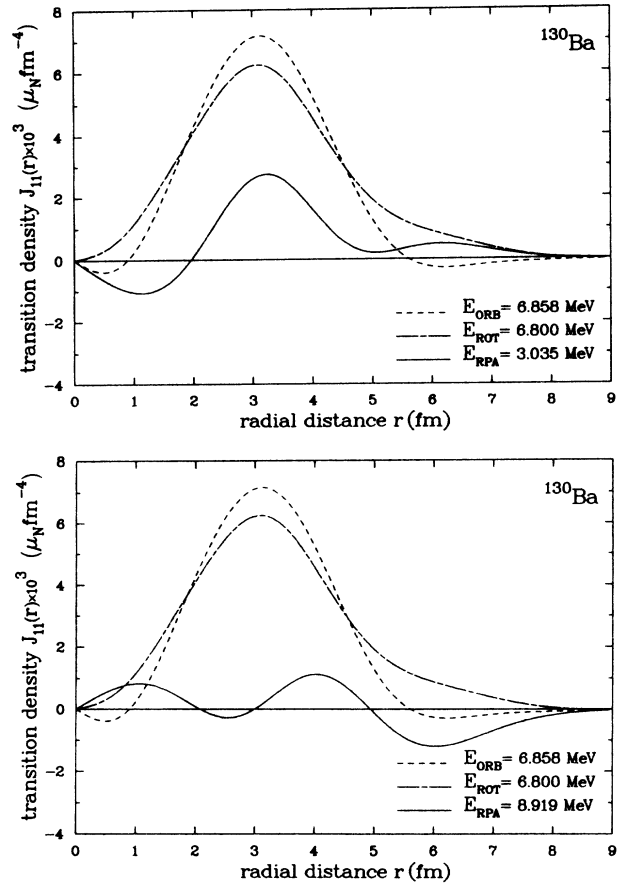 8
6
4
2
0
−2
−4
transition density J₁₁(r)×10³ (μ_N fm⁻⁴)
¹³⁰Ba
E_ORB = 6.858 MeV
E_ROT = 6.800 MeV
E_RPA = 3.035 MeV
0 1 2 3 4 5 6 7 8 9
radial distance r (fm)
8
6
4
2
0
−2
−4
transition density J₁₁(r)×10³ (μ_N fm⁻⁴)
¹³⁰Ba
E_ORB = 6.858 MeV
E_ROT = 6.800 MeV
E_RPA = 8.919 MeV
0 1 2 3 4 5 6 7 8 9
radial distance r (fm)